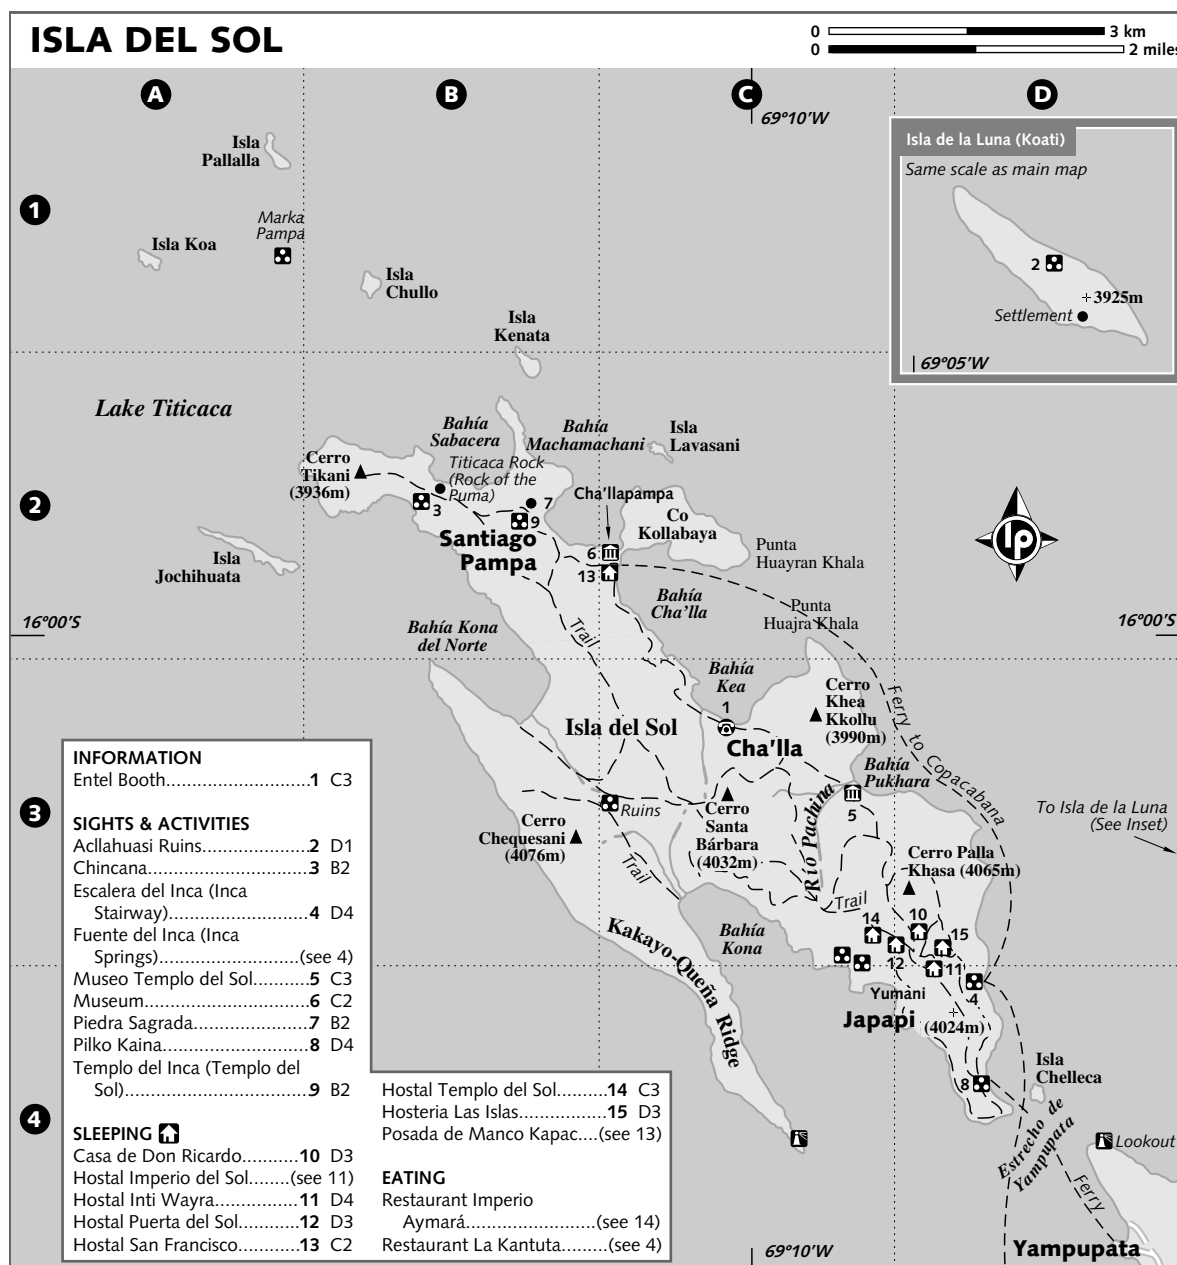 ISLA DEL SOL
0 3 km
0 2 miles
A B C D
69º10'W
Isla de la Luna (Koati)
Same scale as main map
2
3925m
Settlement
69º05'W
1
Isla
Pallalla
Marka
Pampa
Isla Koa
Isla
Chullo
Isla
Kenata
Lake Titicaca
Bahía
Sabacera
Bahía
Machamachani
Isla
Lavasani
Cerro
Tikani
(3936m)
Titicaca Rock
(Rock of the
Puma)
Cha'llapampa
2
3
7
9
Co
Kollabaya
Santiago
Pampa
lp
Isla
Jochihuata
6
13
Punta
Huayran Khala
Bahía
Cha'lla
Punta
Huajra Khala
16º00'S
16º00'S
Bahía Kona
del Norte
Trail
Bahía
Kea
1
Cerro
Khea
Kkollu
(3990m)
Ferry to Copacabana
Isla del Sol
Cha'lla
Bahía
Pukhara
3
Ruins
5
Cerro
Chequesani
(4076m)
Cerro
Santa
Bárbara
(4032m)
Río Pachina
To Isla de la Luna
(See Inset)
Cerro Palla
Khasa (4065m)
Trail
Trail
Kakayo-Queña Ridge
Bahía
Kona
14
10
15
12
11
4
Yumani
Japapi
(4024m)
8
Isla
Chelleca
Estrecho de
Yampupata
Lookout
Ferry
Yampupata
69º10'W
4
INFORMATION
Entel Booth..........................1 C3
SIGHTS & ACTIVITIES
Acllahuasi Ruins...................2 D1
Chincana.............................3 B2
Escalera del Inca (Inca
Stairway).........................4 D4
Fuente del Inca (Inca
Springs)........................(see 4)
Museo Templo del Sol.........5 C3
Museum..............................6 C2
Piedra Sagrada.....................7 B2
Pilko Kaina...........................8 D4
Templo del Inca (Templo del
Sol).................................9 B2
SLEEPING
Casa de Don Ricardo..........10 D3
Hostal Imperio del Sol.......(see 11)
Hostal Inti Wayra...............11 D4
Hostal Puerta del Sol..........12 D3
Hostal San Francisco...........13 C2
Hostal Templo del Sol.........14 C3
Hosteria Las Islas...............15 D3
Posada de Manco Kapac....(see 13)
EATING
Restaurant Imperio
Aymará.........................(see 14)
Restaurant La Kantuta.........(see 4)